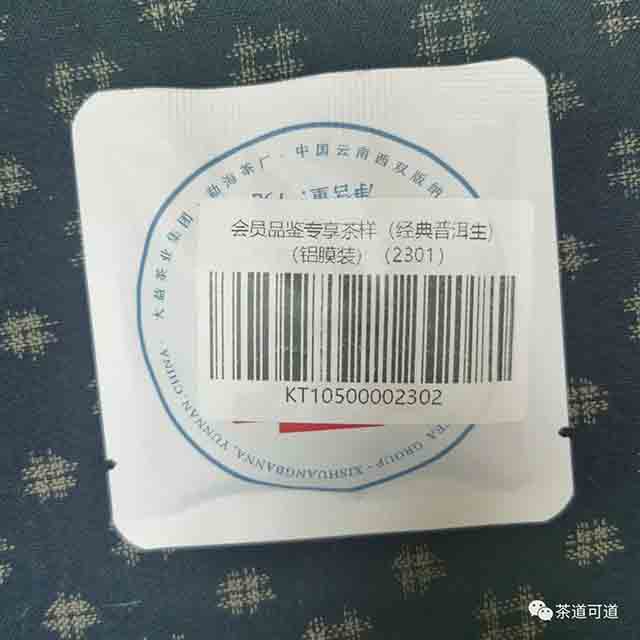 大益茶业集团·勐海茶厂·中国云南西双版纳
会员品鉴专享茶样（经典普洱生）
（铝膜装）（2301）
KT10500002302
TEA GROUP·XISHUANGBANNA, YUNNAN, CHINA·
茶道可道